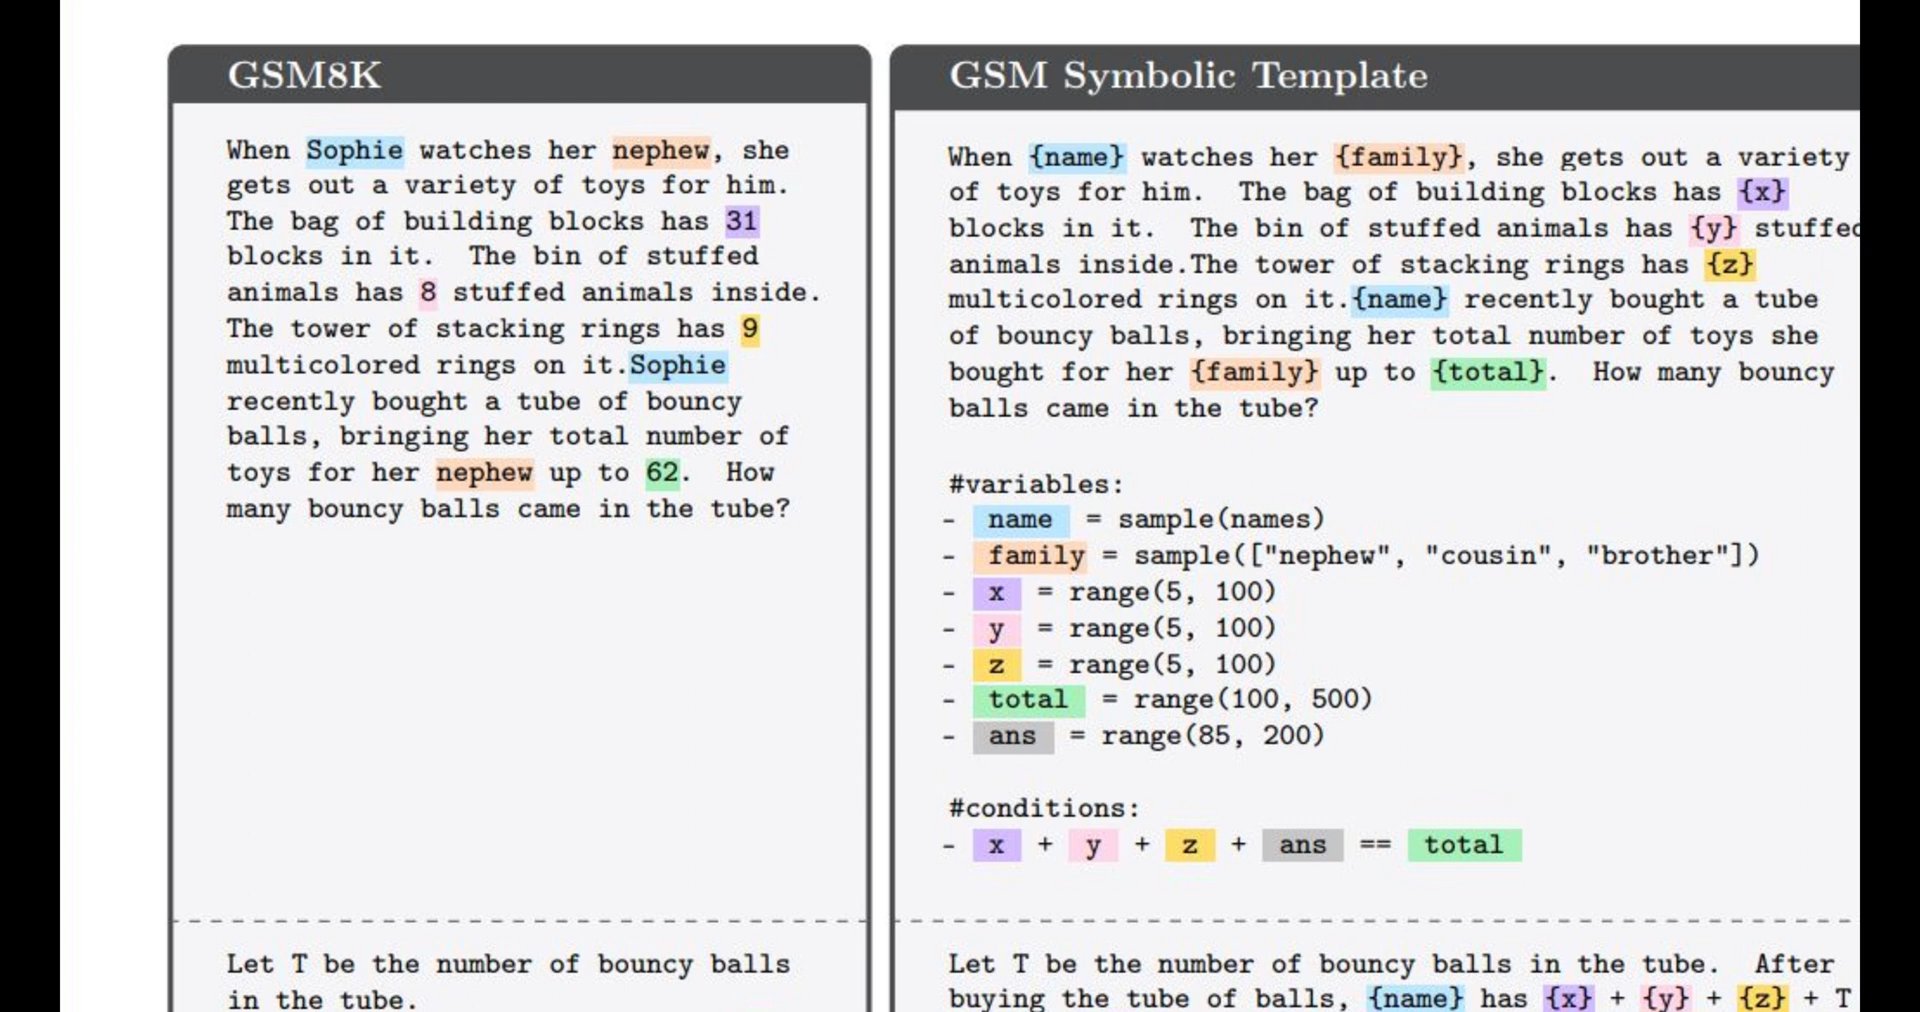 GSM8K
When Sophie watches her nephew, she
gets out a variety of toys for him.
The bag of building blocks has 31
blocks in it.  The bin of stuffed
animals has 8 stuffed animals inside.
The tower of stacking rings has 9
multicolored rings on it.Sophie
recently bought a tube of bouncy
balls, bringing her total number of
toys for her nephew up to 62.  How
many bouncy balls came in the tube?
Let T be the number of bouncy balls
in the tube.
GSM Symbolic Template
When {name} watches her {family}, she gets out a variety
of toys for him.  The bag of building blocks has {x}
blocks in it.  The bin of stuffed animals has {y} stuffed
animals inside.The tower of stacking rings has {z}
multicolored rings on it.{name} recently bought a tube
of bouncy balls, bringing her total number of toys she
bought for her {family} up to {total}.  How many bouncy
balls came in the tube?
#variables:
- name = sample(names)
- family = sample(["nephew", "cousin", "brother"])
- x = range(5, 100)
- y = range(5, 100)
- z = range(5, 100)
- total = range(100, 500)
- ans = range(85, 200)
#conditions:
- x + y + z + ans == total
Let T be the number of bouncy balls in the tube.  After
buying the tube of balls, {name} has {x} + {y} + {z} + T